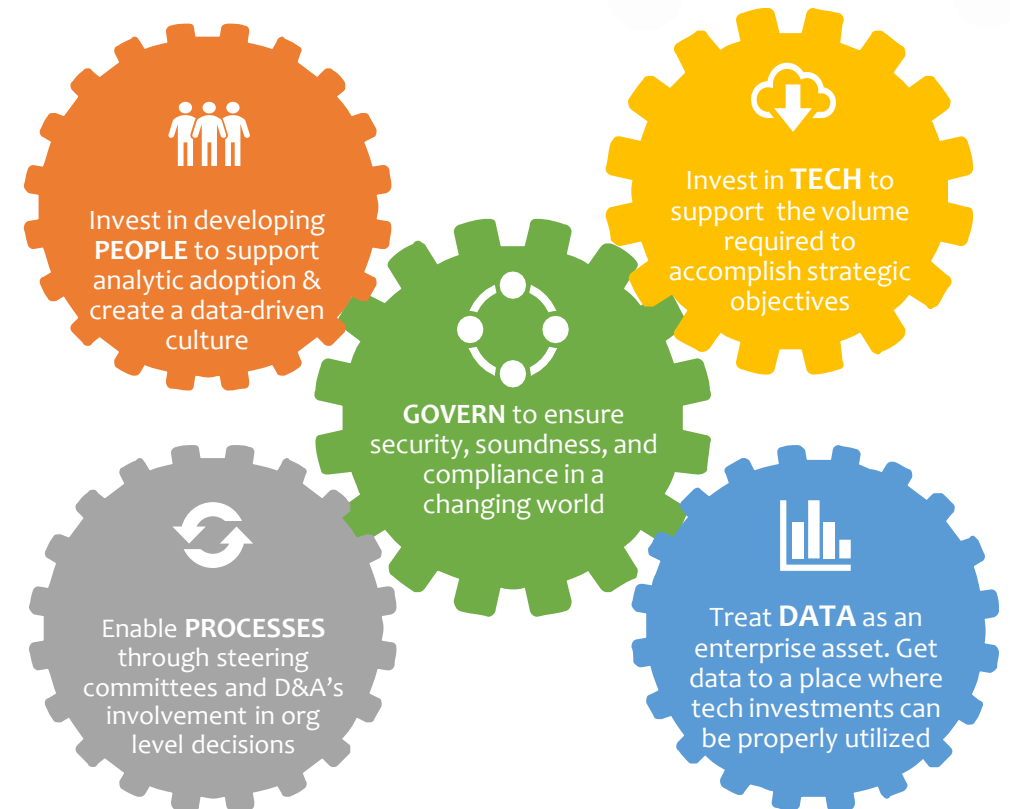 Invest in developing
PEOPLE to support
analytic adoption &
create a data-driven
culture
Invest in TECH to
support the volume
required to
accomplish strategic
objectives
GOVERN to ensure
security, soundness, and
compliance in a
changing world
Enable PROCESSES
through steering
committees and D&A's
involvement in org
level decisions
Treat DATA as an
enterprise asset. Get
data to a place where
tech investments can
be properly utilized